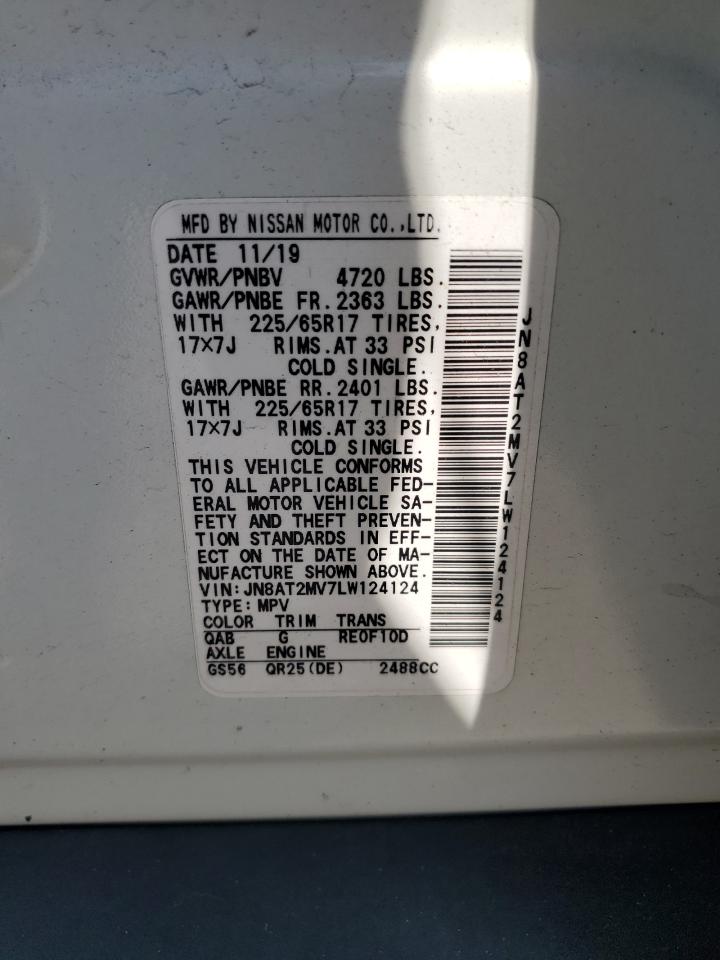 MFD BY NISSAN MOTOR CO.,LTD.
DATE 11/19
GVWR/PNBV 4720 LBS.
GAWR/PNBE FR.2363 LBS.
WITH 225/65R17 TIRES,
17×7J RIMS.AT 33 PSI
COLD SINGLE.
GAWR/PNBE RR.2401 LBS.
WITH 225/65R17 TIRES,
17×7J RIMS.AT 33 PSI
COLD SINGLE.
THIS VEHICLE CONFORMS
TO ALL APPLICABLE FED-
ERAL MOTOR VEHICLE SA-
FETY AND THEFT PREVEN-
TION STANDARDS IN EFF-
ECT ON THE DATE OF MA-
NUFACTURE SHOWN ABOVE.
VIN:JN8AT2MV7LW124124
TYPE:MPV
COLOR TRIM TRANS
QAB G RE0F10D
AXLE ENGINE
GS56 QR25(DE) 2488CC
JN8AT2MV7LW124124